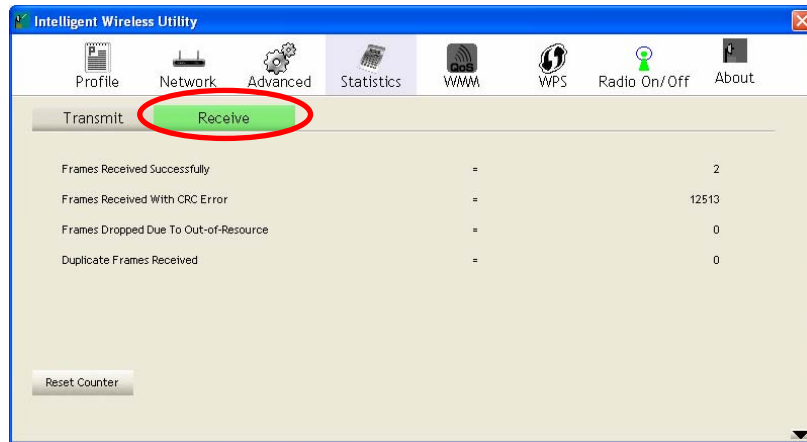 Intelligent Wireless Utility
Profile Network Advanced Statistics QoS WMM WPS Radio On/Off About
Transmit Receive
Frames Received Successfully = 2
Frames Received With CRC Error = 12513
Frames Dropped Due To Out-of-Resource = 0
Duplicate Frames Received = 0
Reset Counter